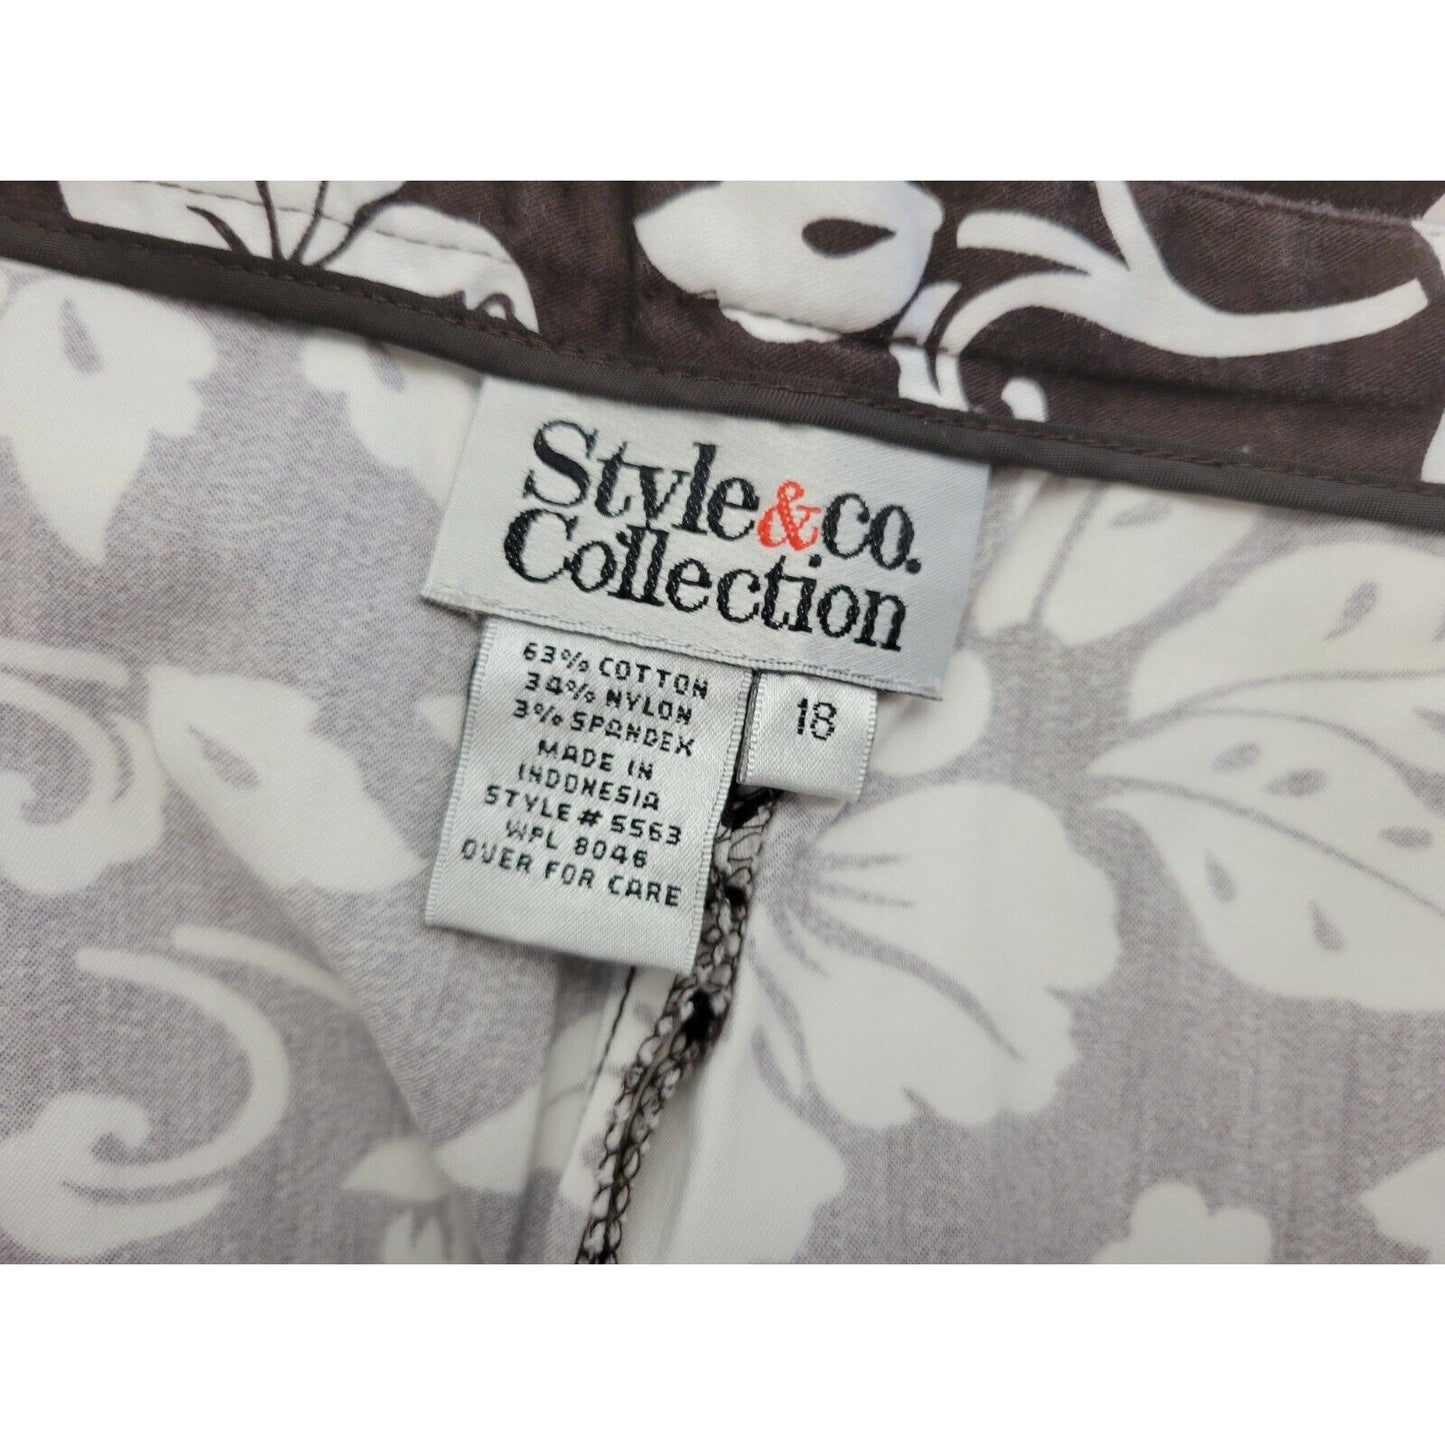 Style&co.
Collection
63% COTTON
34% NYLON
3% SPANDEX
MADE IN
INDONESIA
STYLE# 5563
WPL 8046
OVER FOR CARE
18